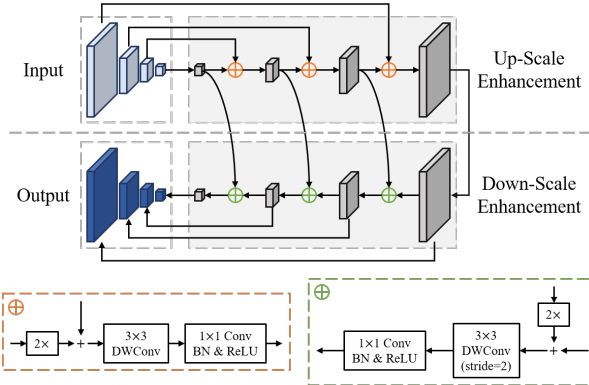 Input
Up-Scale
Enhancement
Output
Down-Scale
Enhancement
2×
+
3×3
DWConv
1×1 Conv
BN & ReLU
2×
1×1 Conv
BN & ReLU
3×3
DWConv
(stride=2)
+